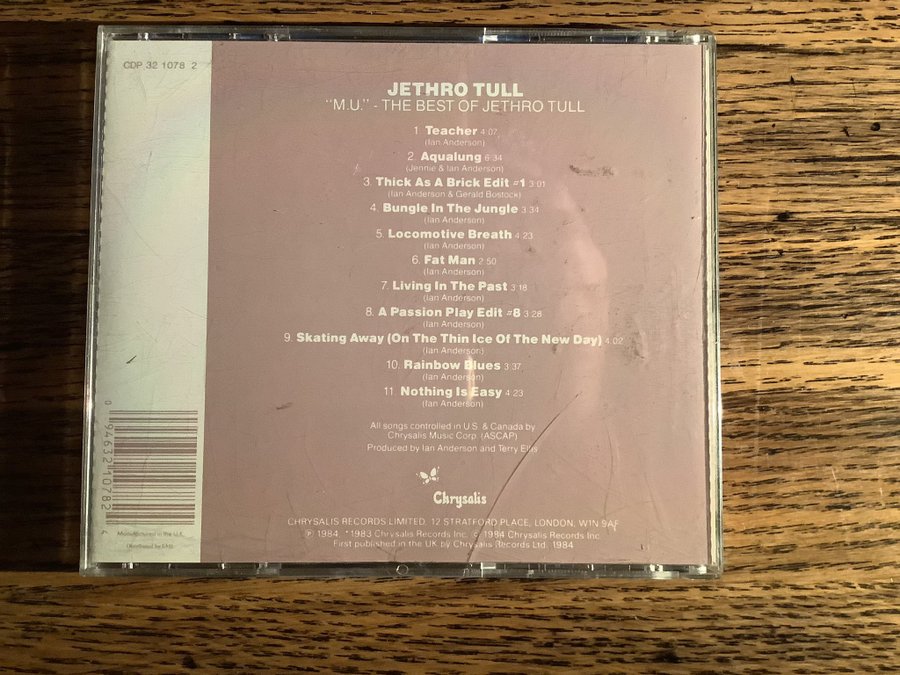 CDP 32 1078 2
JETHRO TULL
"M.U." - THE BEST OF JETHRO TULL
1 Teacher 4.07
(Ian Anderson)
2. Aqualung 6:34
(Jennie & Ian Anderson)
3. Thick As A Brick Edit #1 3:01
(Ian Anderson & Gerald Bostock)
4. Bungle In The Jungle 3:34
(Ian Anderson)
5. Locomotive Breath 4:23
(Ian Anderson)
6. Fat Man 2:50
(Ian Anderson)
7. Living In The Past 3:18
(Ian Anderson)
8. A Passion Play Edit #8 3:28
(Ian Anderson)
9. Skating Away (On The Thin Ice Of The New Day) 4:02
(Ian Anderson)
10. Rainbow Blues 3.37
(Ian Anderson)
11. Nothing Is Easy 4:23
(Ian Anderson)
All songs controlled in U.S. & Canada by
Chrysalis Music Corp. (ASCAP)
Produced by Ian Anderson and Terry Ellis
Chrysalis
CHRYSALIS RECORDS LIMITED, 12 STRATFORD PLACE, LONDON, W1N 9AF
℗ 1984, *1983 Chrysalis Records Inc. © 1984 Chrysalis Records Inc
First published in the UK by Chrysalis Records Ltd. 1984
0 94632 10782 4
Manufactured in the U.K.
Distributed by EMI